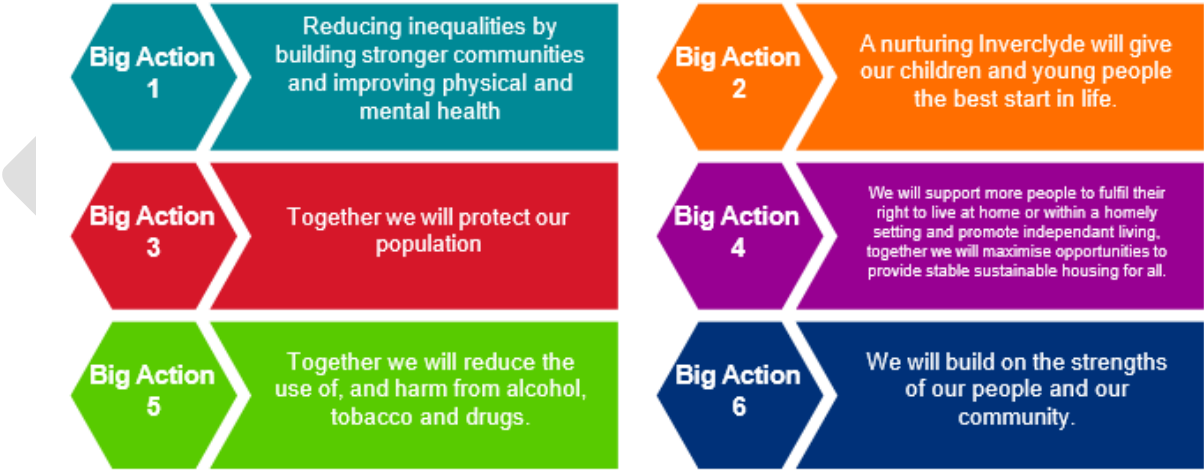 Big Action
1
Reducing inequalities by
building stronger communities
and improving physical and
mental health
Big Action
2
A nurturing Inverclyde will give
our children and young people
the best start in life.
Big Action
3
Together we will protect our
population
Big Action
4
We will support more people to fulfil their
right to live at home or within a homely
setting and promote independant living,
together we will maximise opportunities to
provide stable sustainable housing for all.
Big Action
5
Together we will reduce the
use of, and harm from alcohol,
tobacco and drugs.
Big Action
6
We will build on the strengths
of our people and our
community.